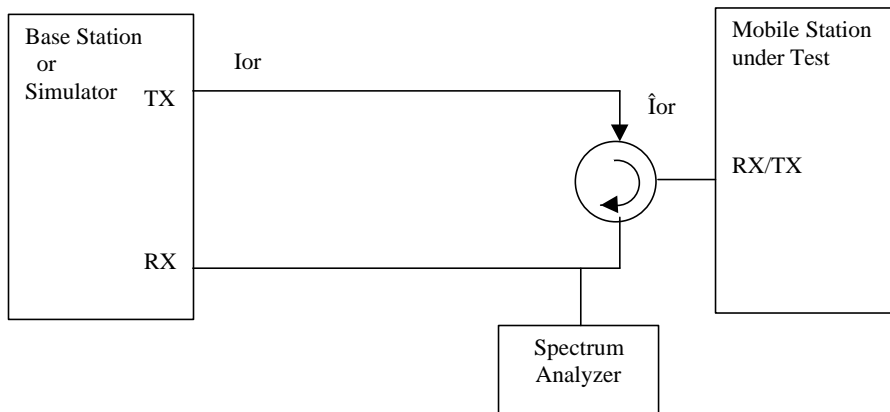 Base Station
or
Simulator
TX
RX
Ior
Îor
Mobile Station
under Test
RX/TX
Spectrum
Analyzer